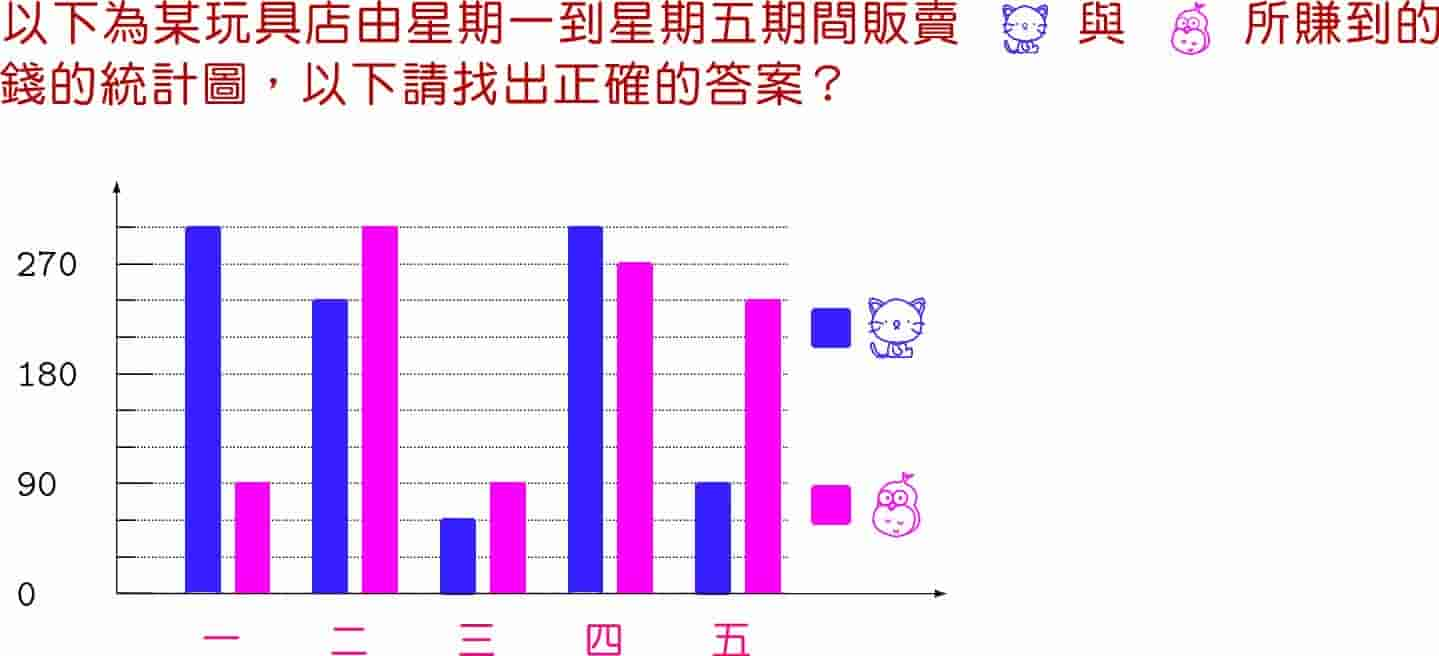 以下為某玩具店由星期一到星期五期間販賣 與 所賺到的
錢的統計圖，以下請找出正確的答案？
270
180
90
0
一 二 三 四 五